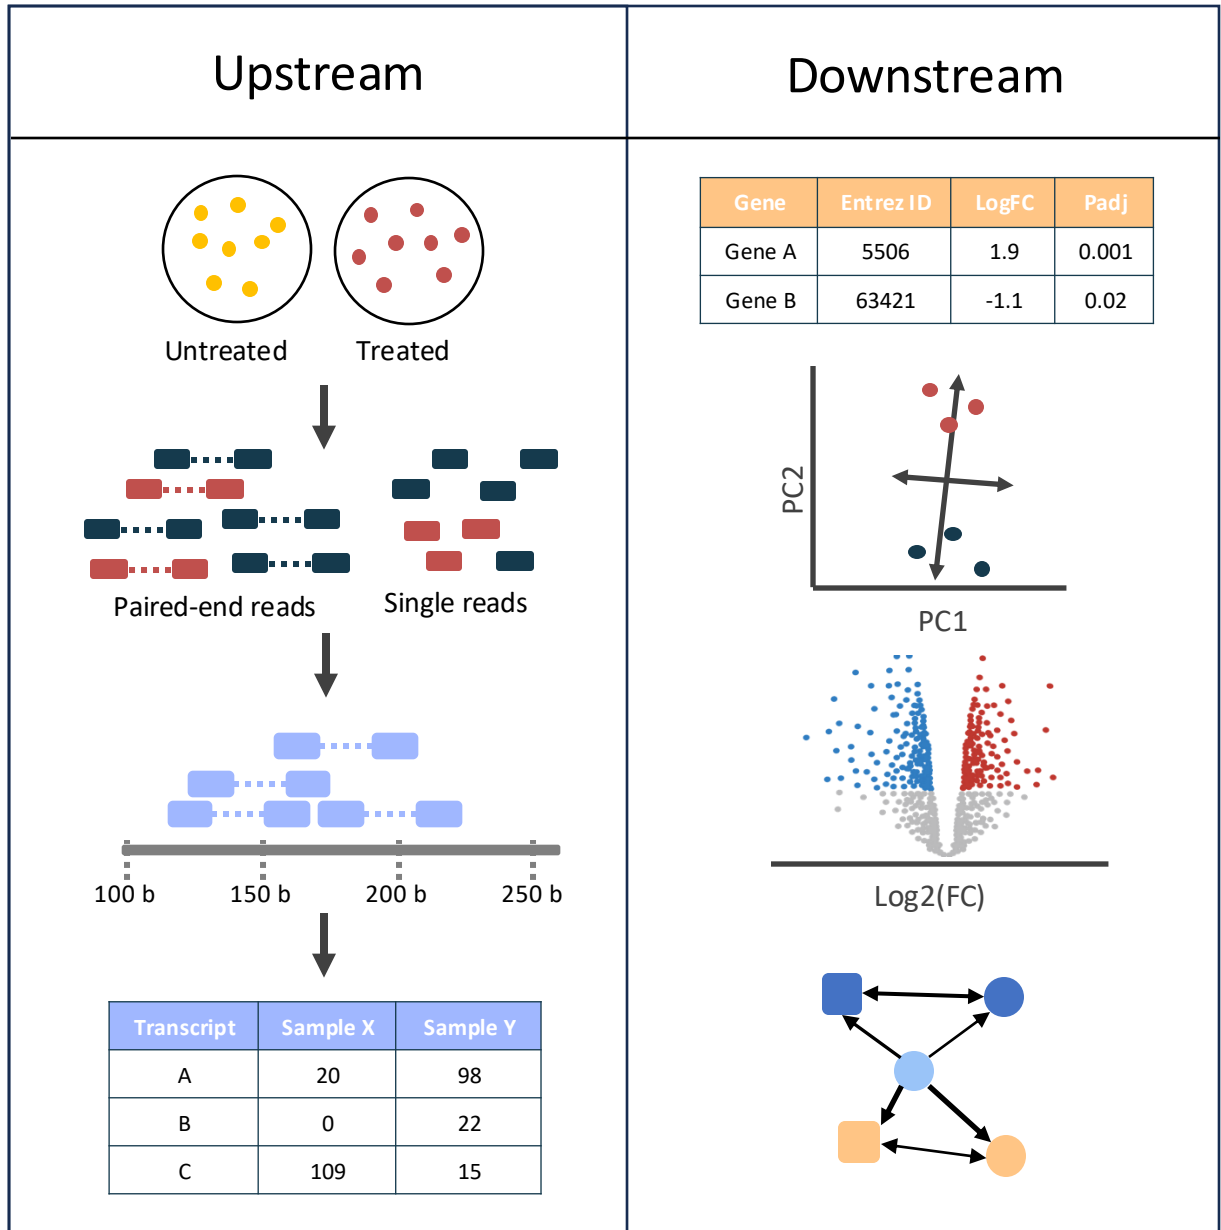 Upstream
Downstream
Untreated
Treated
Paired-end reads
Single reads
100 b
150 b
200 b
250 b
Transcript
Sample X
Sample Y
A
20
98
B
0
22
C
109
15
Gene
Entrez ID
LogFC
Padj
Gene A
5506
1.9
0.001
Gene B
63421
-1.1
0.02
PC2
PC1
Log2(FC)